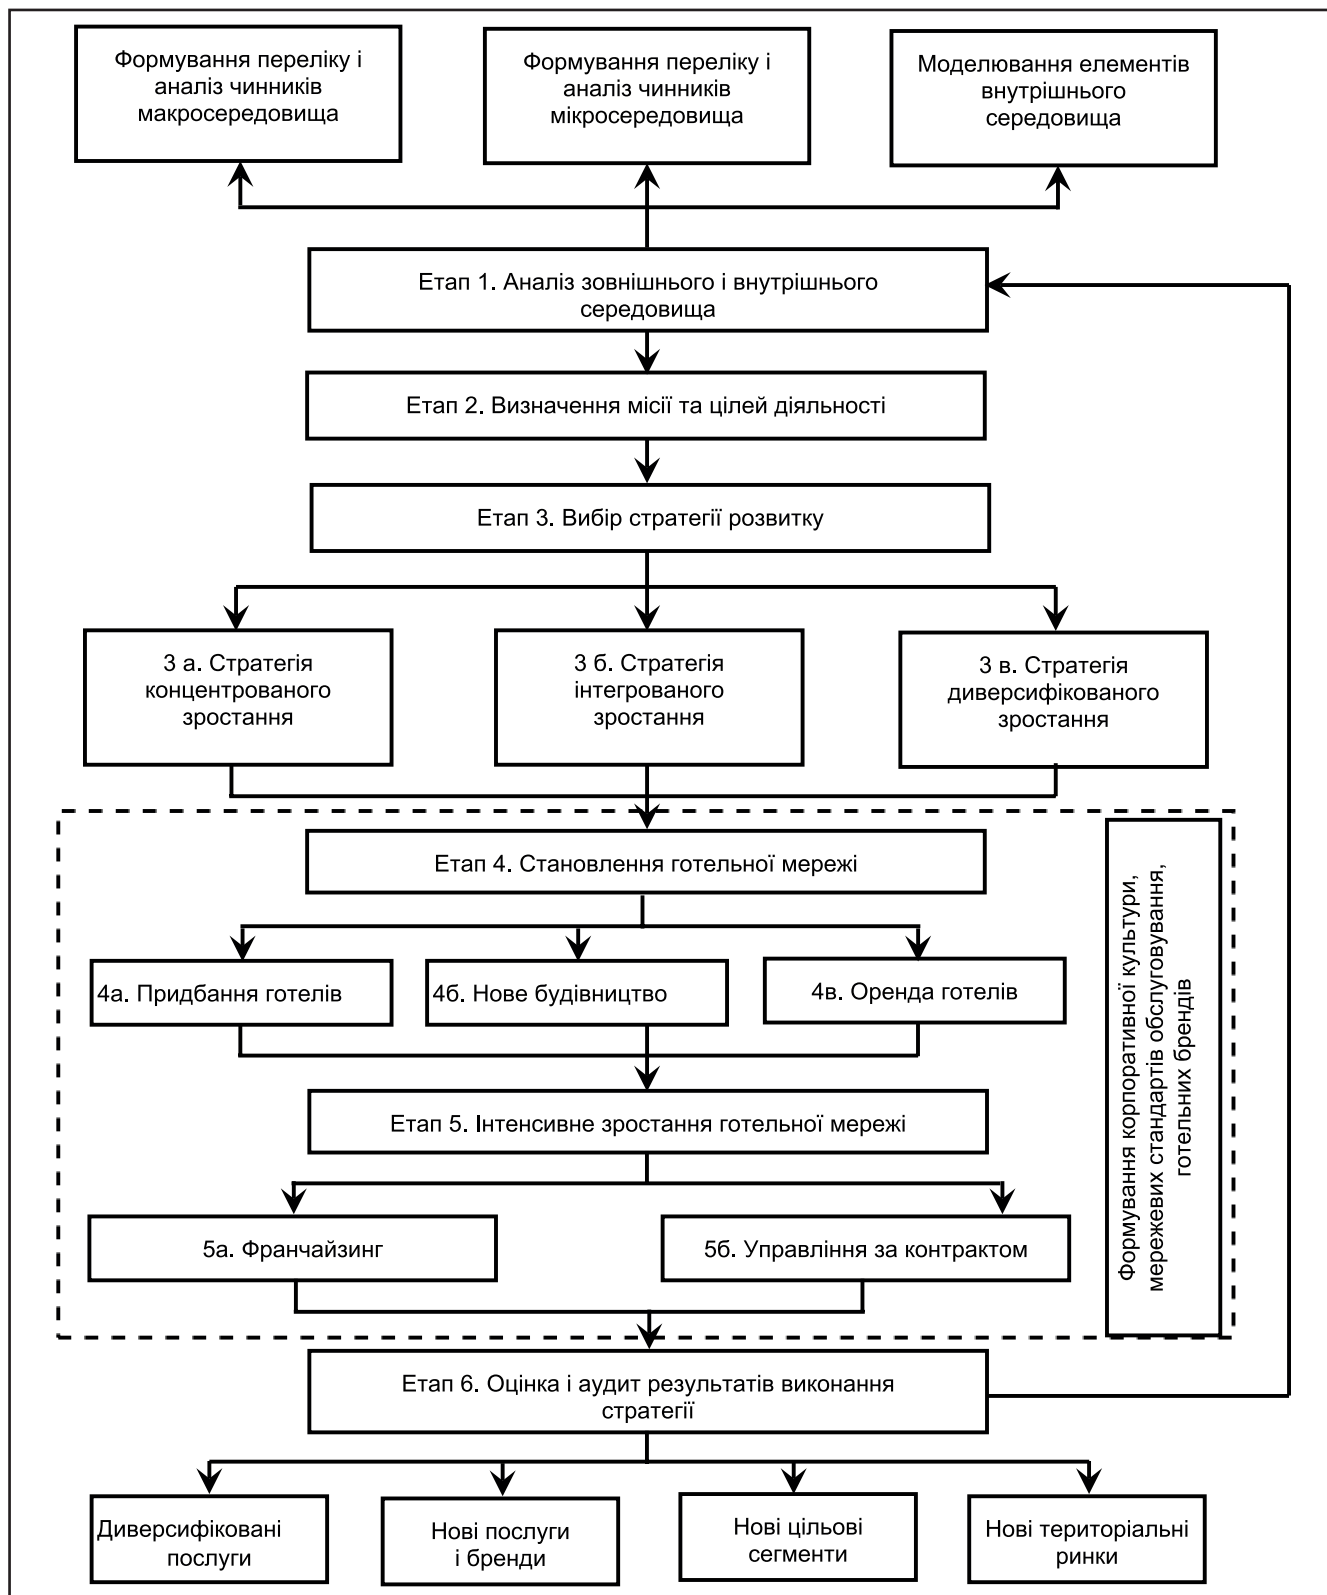 Формування переліку і
аналіз чинників
макросередовища
Формування переліку і
аналіз чинників
мікросередовища
Моделювання елементів
внутрішнього
середовища
Етап 1. Аналіз зовнішнього і внутрішнього
середовища
Етап 2. Визначення місії та цілей діяльності
Етап 3. Вибір стратегії розвитку
3 а. Стратегія
концентрованого
зростання
3 б. Стратегія
інтегрованого
зростання
3 в. Стратегія
диверсифікованого
зростання
Етап 4. Становлення готельної мережі
4а. Придбання готелів
4б. Нове будівництво
4в. Оренда готелів
Формування корпоративної культури,
мережевих стандартів обслуговування,
готельних брендів
Етап 5. Інтенсивне зростання готельної мережі
5а. Франчайзинг
5б. Управління за контрактом
Етап 6. Оцінка і аудит результатів виконання
стратегії
Диверсифіковані
послуги
Нові послуги
і бренди
Нові цільові
сегменти
Нові територіальні
ринки